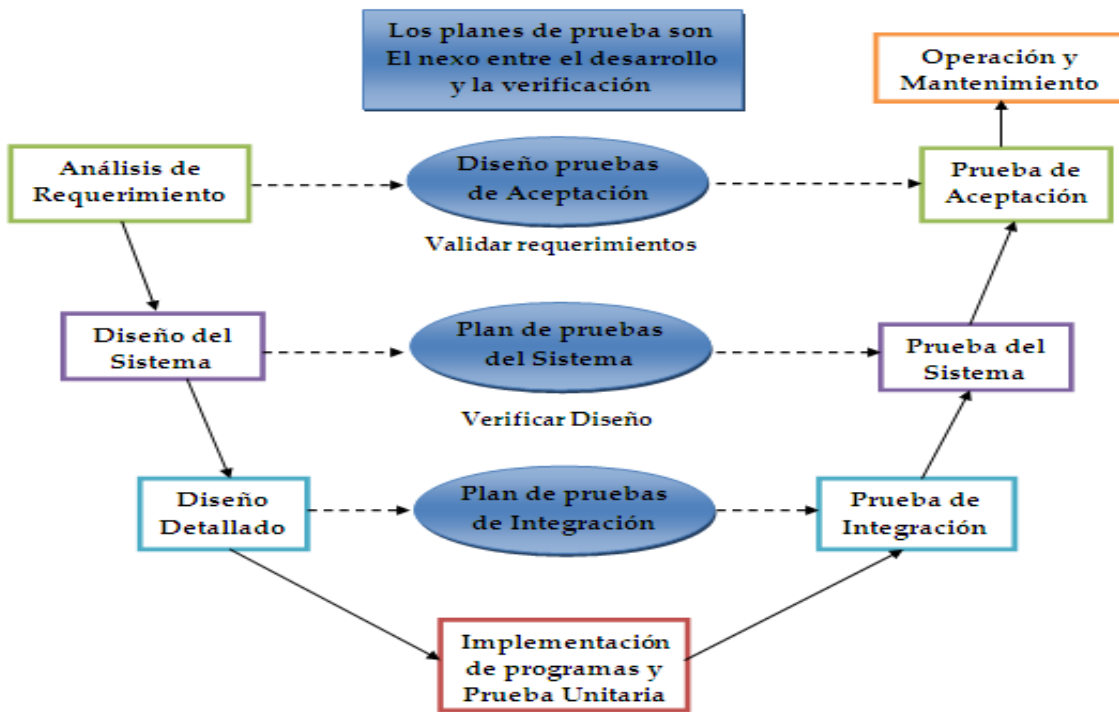 Los planes de prueba son
El nexo entre el desarrollo
y la verificación
Operación y
Mantenimiento
Análisis de
Requerimiento
Diseño pruebas
de Aceptación
Prueba de
Aceptación
Validar requerimientos
Diseño del
Sistema
Plan de pruebas
del Sistema
Prueba del
Sistema
Verificar Diseño
Diseño
Detallado
Plan de pruebas
de Integración
Prueba de
Integración
Implementación
de programas y
Prueba Unitaria